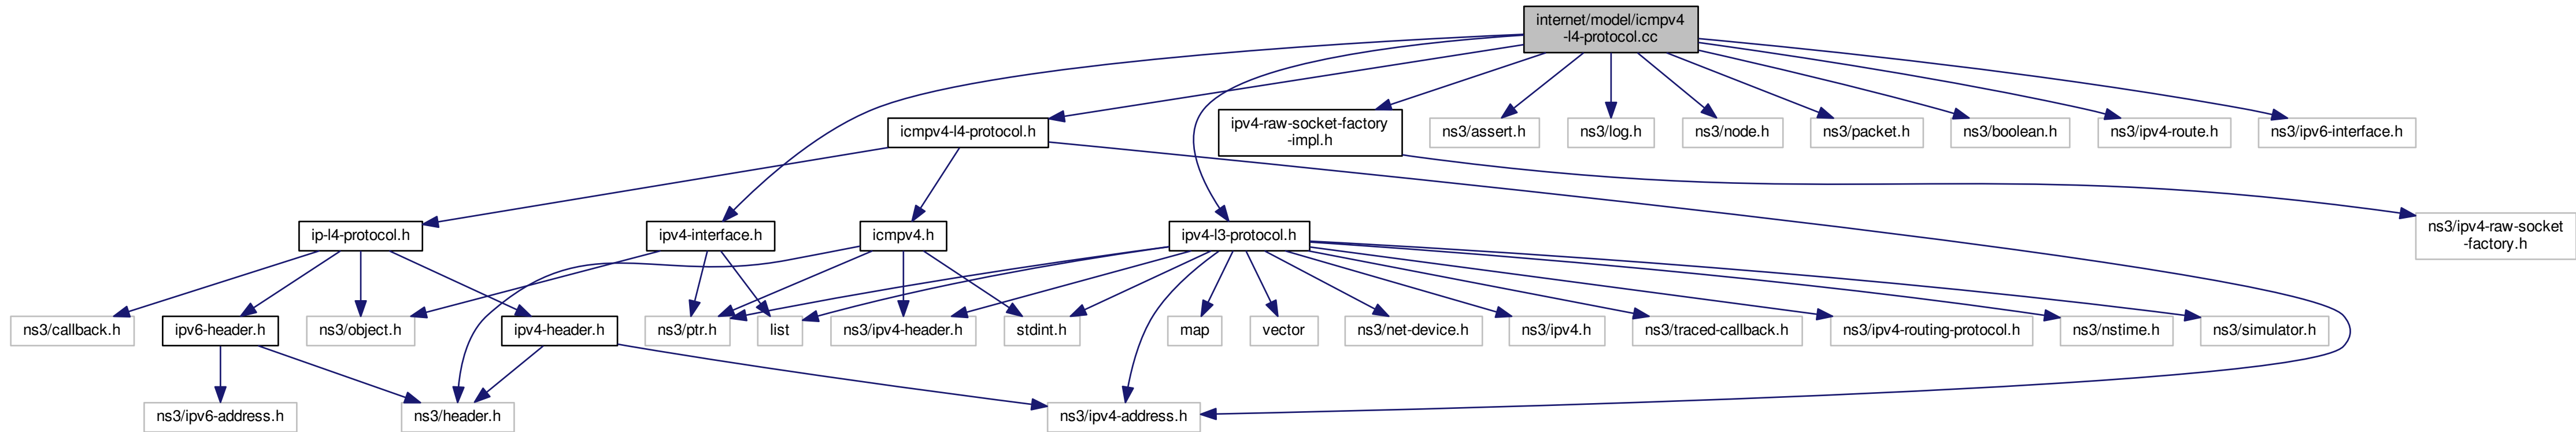 internet/model/icmpv4
-l4-protocol.cc
icmpv4-l4-protocol.h
ipv4-raw-socket-factory
-impl.h
ns3/assert.h
ns3/log.h
ns3/node.h
ns3/packet.h
ns3/boolean.h
ns3/ipv4-route.h
ns3/ipv6-interface.h
ip-l4-protocol.h
ipv4-interface.h
icmpv4.h
ipv4-l3-protocol.h
ns3/ipv4-raw-socket
-factory.h
ns3/callback.h
ipv6-header.h
ns3/object.h
ipv4-header.h
ns3/ptr.h
list
ns3/ipv4-header.h
stdint.h
map
vector
ns3/net-device.h
ns3/ipv4.h
ns3/traced-callback.h
ns3/ipv4-routing-protocol.h
ns3/nstime.h
ns3/simulator.h
ns3/ipv6-address.h
ns3/header.h
ns3/ipv4-address.h